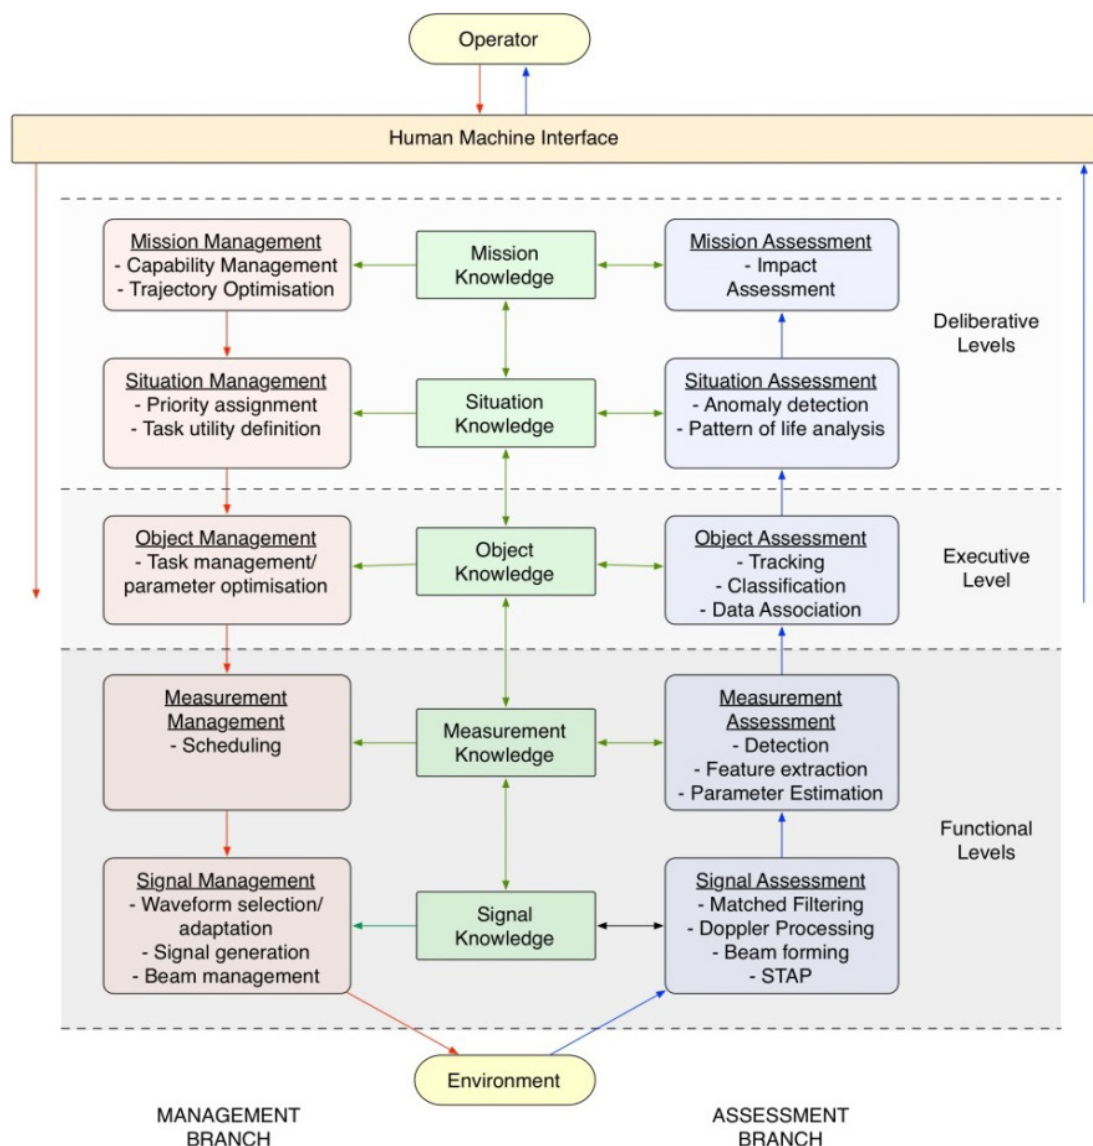 Operator
Human Machine Interface
Mission Management
- Capability Management
- Trajectory Optimisation
Mission
Knowledge
Mission Assessment
- Impact
Assessment
Deliberative
Levels
Situation Management
- Priority assignment
- Task utility definition
Situation
Knowledge
Situation Assessment
- Anomaly detection
- Pattern of life analysis
Object Management
- Task management/
parameter optimisation
Object
Knowledge
Object Assessment
- Tracking
- Classification
- Data Association
Executive
Level
Measurement
Management
- Scheduling
Measurement
Knowledge
Measurement
Assessment
- Detection
- Feature extraction
- Parameter Estimation
Functional
Levels
Signal Management
- Waveform selection/
adaptation
- Signal generation
- Beam management
Signal
Knowledge
Signal Assessment
- Matched Filtering
- Doppler Processing
- Beam forming
- STAP
Environment
MANAGEMENT
BRANCH
ASSESSMENT
BRANCH